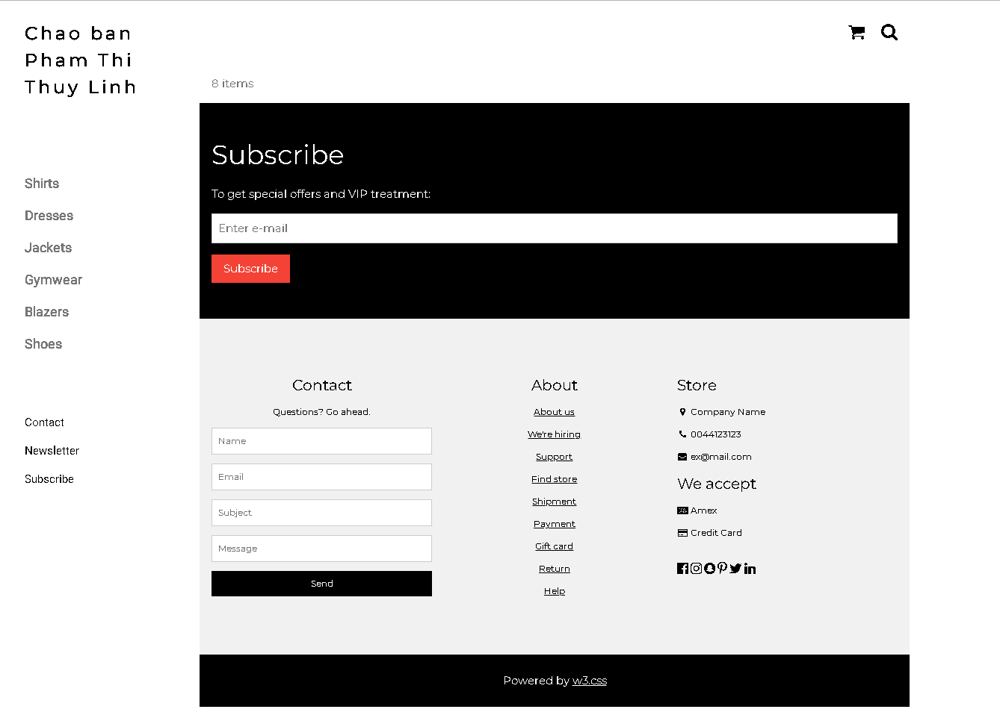 Chao ban
Pham Thi
Thuy Linh
Shirts
Dresses
Jackets
Gymwear
Blazers
Shoes
Contact
Newsletter
Subscribe
8 items
Subscribe
To get special offers and VIP treatment:
Enter e-mail
Subscribe
Contact
Questions? Go ahead.
Name
Email
Subject
Message
Send
About
About us
We're hiring
Support
Find store
Shipment
Payment
Gift card
Return
Help
Store
Company Name
0044123123
ex@mail.com
We accept
Amex
Credit Card
Powered by w3.css